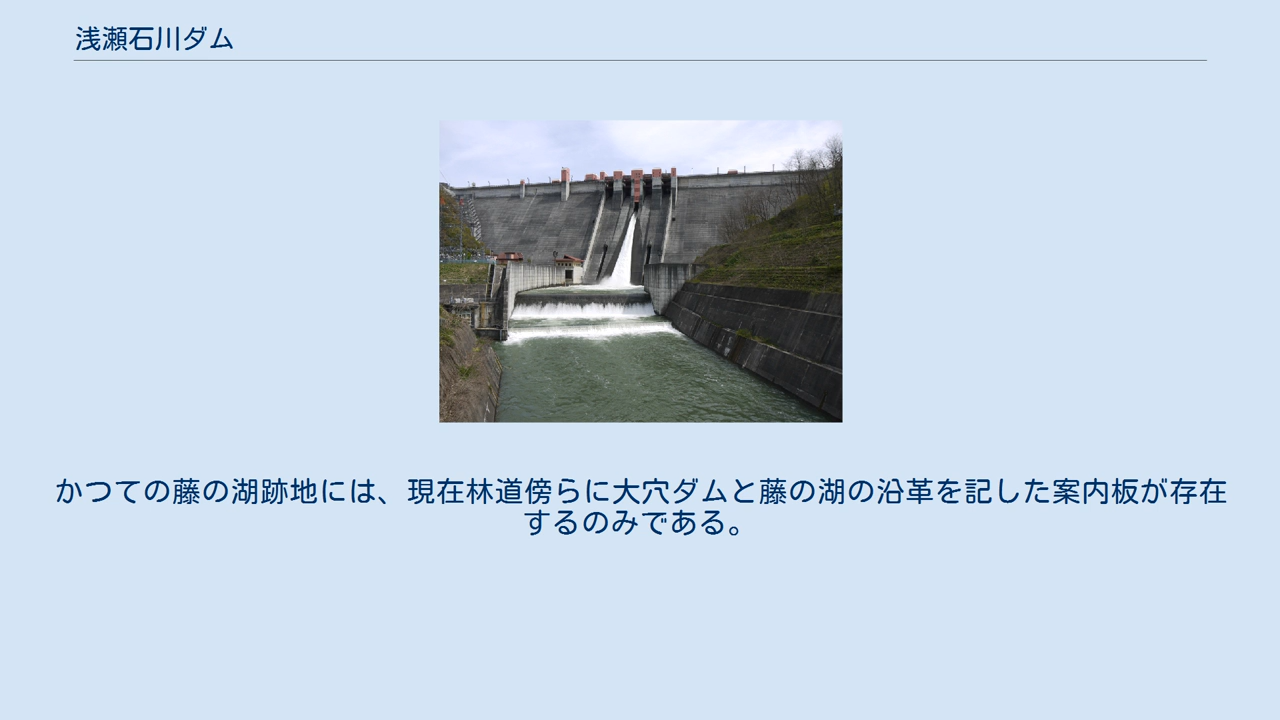 浅瀬石川ダム
かつての藤の湖跡地には、現在林道傍らに大穴ダムと藤の湖の沿革を記した案内板が存在
するのみである。